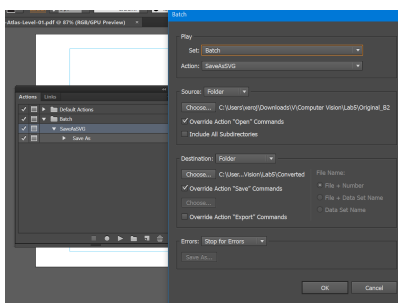 Batch
-Atlas-Level-01.pdf @ 87% (RGB/GPU Preview) ×
Play
Set: Batch
Action: SaveAsSVG
Actions Links
Default Actions
Batch
SaveAsSVG
Save As
Source: Folder
Choose... C:\Users\xeroj\Downloads\V\Computer Vision\Lab5\Original_B2
Override Action "Open" Commands
Include All Subdirectories
Destination: Folder
Choose... C:\User...Vision\Lab5\Converted
Override Action "Save" Commands
Choose...
Override Action "Export" Commands
File Name:
File + Number
File + Data Set Name
Data Set Name
Errors: Stop for Errors
Save As...
OK Cancel